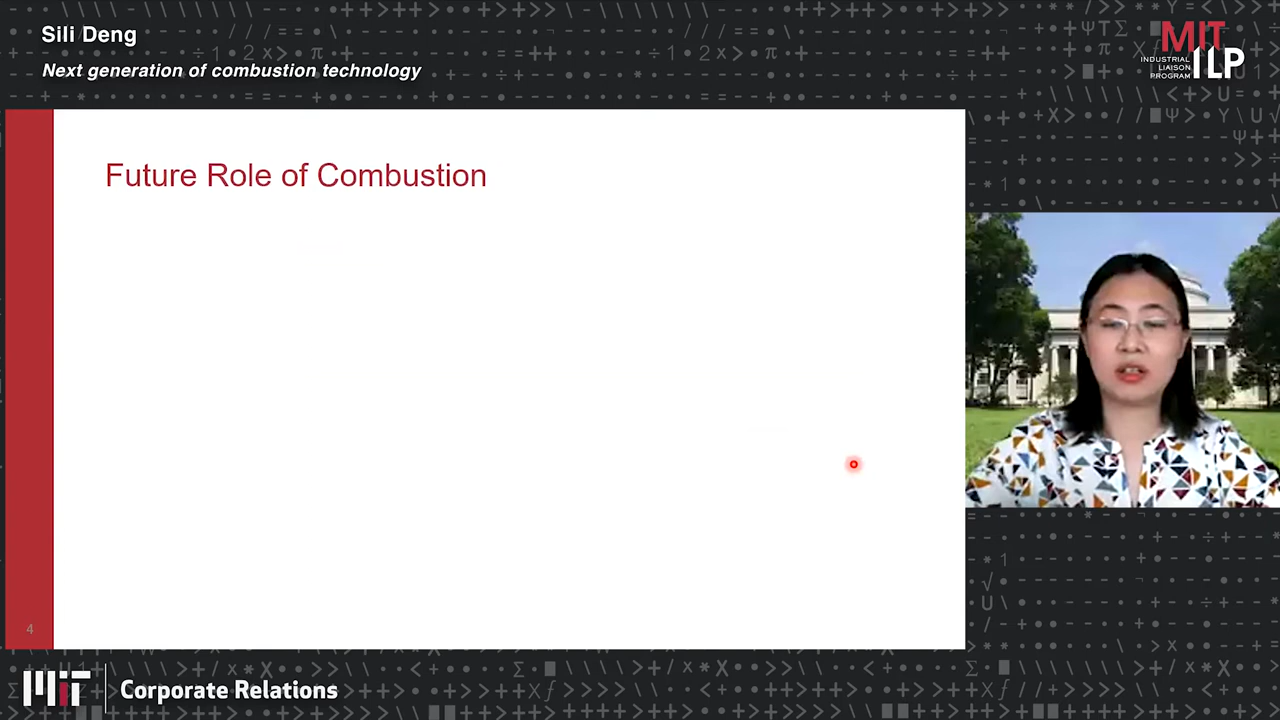 Sili Deng
Next generation of combustion technology
MIT
INDUSTRIAL
LIAISON
PROGRAM
ILP
Future Role of Combustion
4
MIT
Corporate Relations